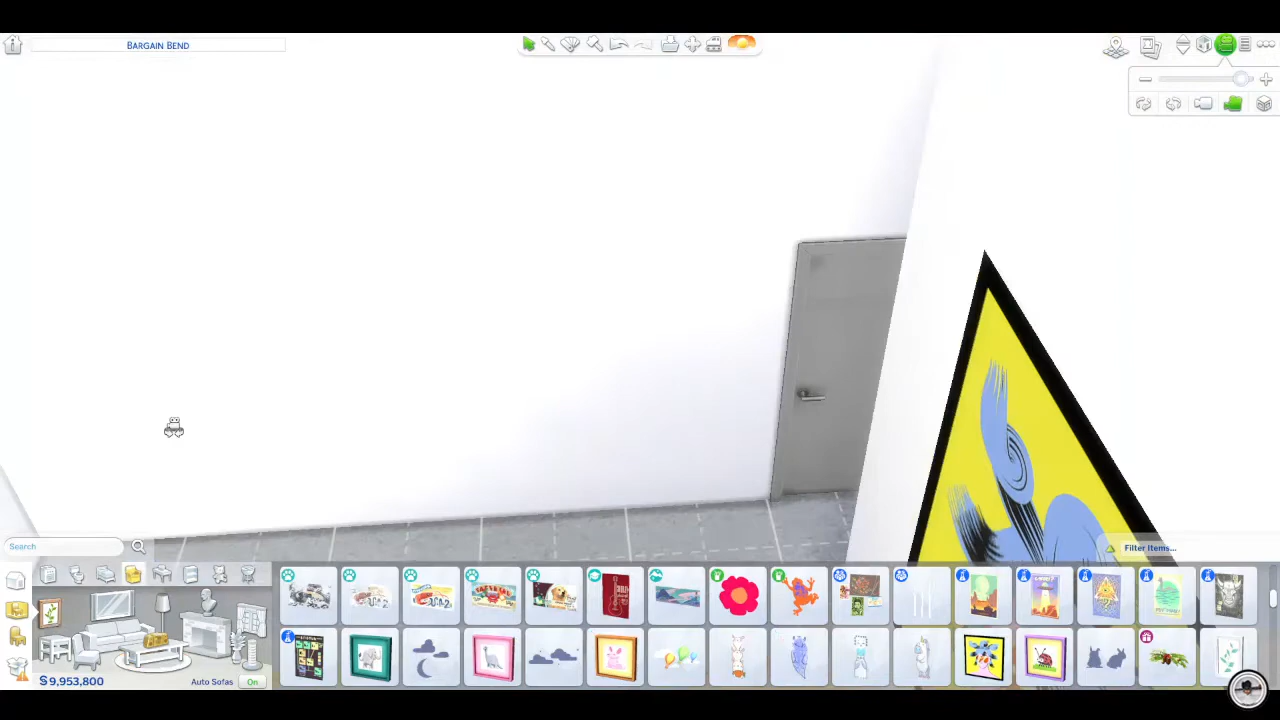 BARGAIN BEND
Search
Filter Items...
§9,953,800
Auto Sofas
On